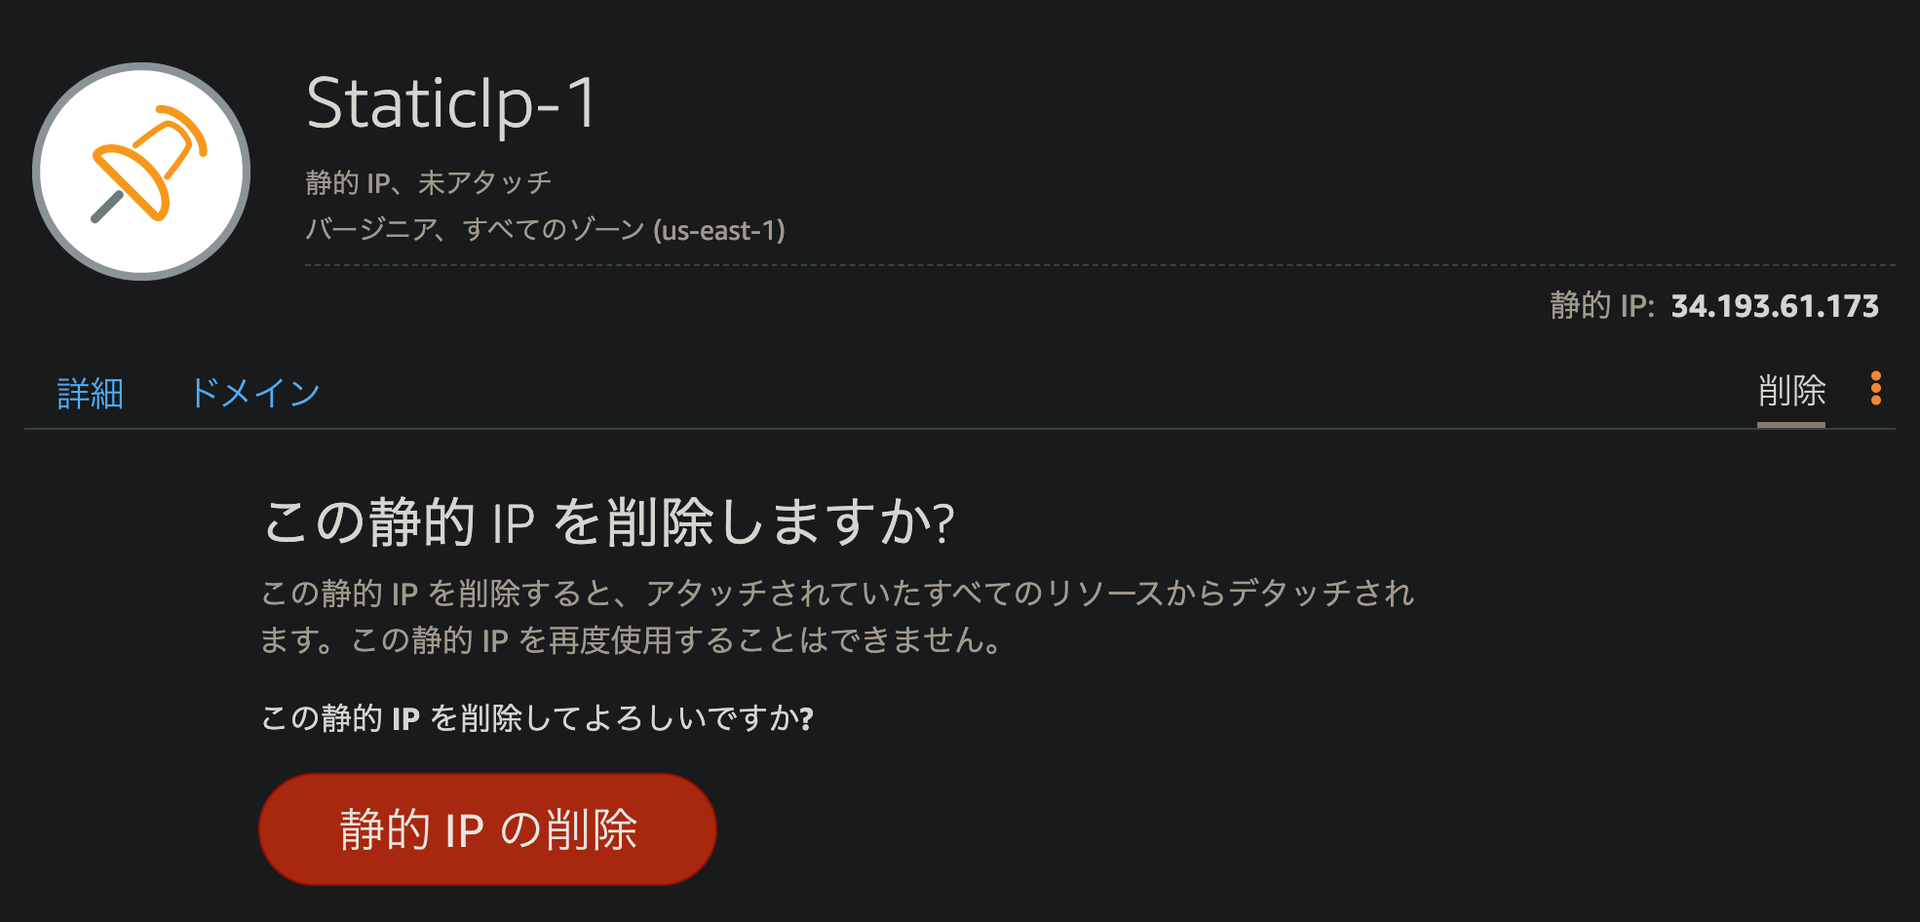 StaticIp-1
静的 IP、未アタッチ
バージニア、すべてのゾーン (us-east-1)
静的 IP: 34.193.61.173
詳細 ドメイン 削除
この静的 IP を削除しますか?
この静的 IP を削除すると、アタッチされていたすべてのリソースからデタッチされ
ます。この静的 IP を再度使用することはできません。
この静的 IP を削除してよろしいですか?
静的 IP の削除